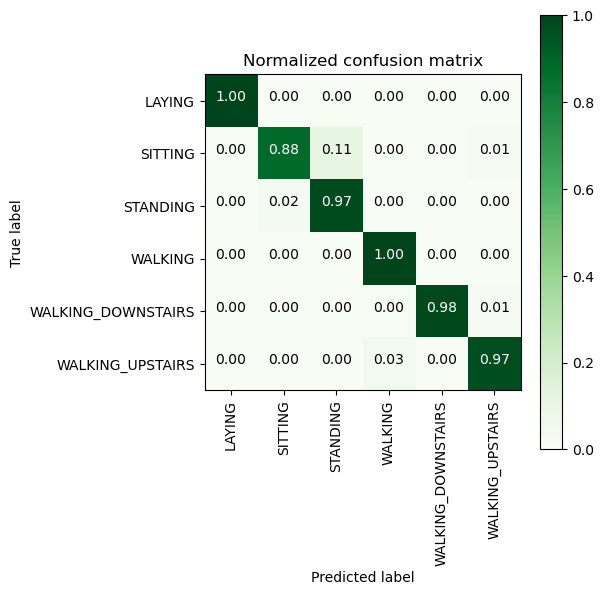 Normalized confusion matrix
True label
LAYING 1.00 0.00 0.00 0.00 0.00 0.00
SITTING 0.00 0.88 0.11 0.00 0.00 0.01
STANDING 0.00 0.02 0.97 0.00 0.00 0.00
WALKING 0.00 0.00 0.00 1.00 0.00 0.00
WALKING_DOWNSTAIRS 0.00 0.00 0.00 0.00 0.98 0.01
WALKING_UPSTAIRS 0.00 0.00 0.00 0.03 0.00 0.97
LAYING
SITTING
STANDING
WALKING
WALKING_DOWNSTAIRS
WALKING_UPSTAIRS
Predicted label
1.0
0.8
0.6
0.4
0.2
0.0